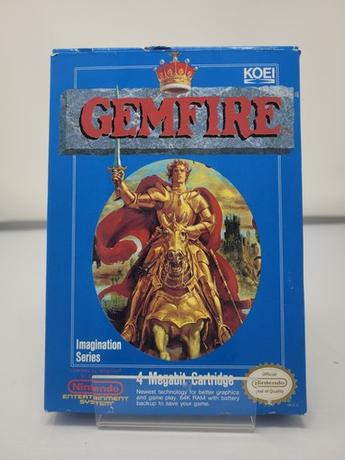 KOEI
GEMFIRE
Imagination
Series
4 Megabit Cartridge
Newest technology for better graphics
and game play. 64K RAM with battery
backup to save your game.
Nintendo
ENTERTAINMENT
SYSTEM
Official
Nintendo
Seal of Quality